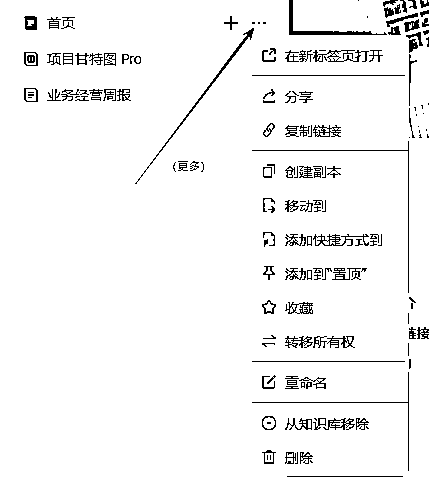 首页
项目甘特图 Pro
业务经营周报
(更多)
在新标签页打开
分享
复制链接
创建副本
移动到
添加快捷方式到
添加到“置顶”
收藏
转移所有权
重命名
从知识库移除
删除
链接